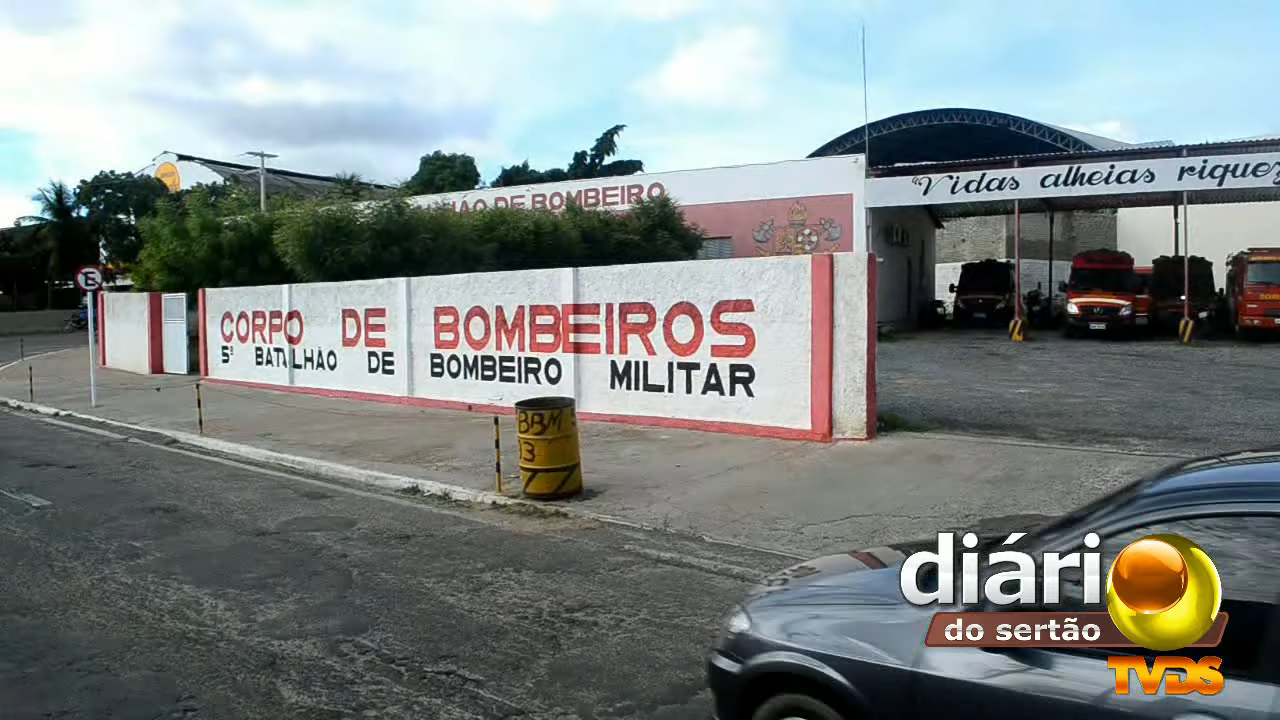 HÃO DE BOMBEIRO
"Vidas alheias riquez
CORPO DE BOMBEIROS
5º BATALHÃO DE BOMBEIRO MILITAR
E
BBM
13
diário
do sertão
TVDS